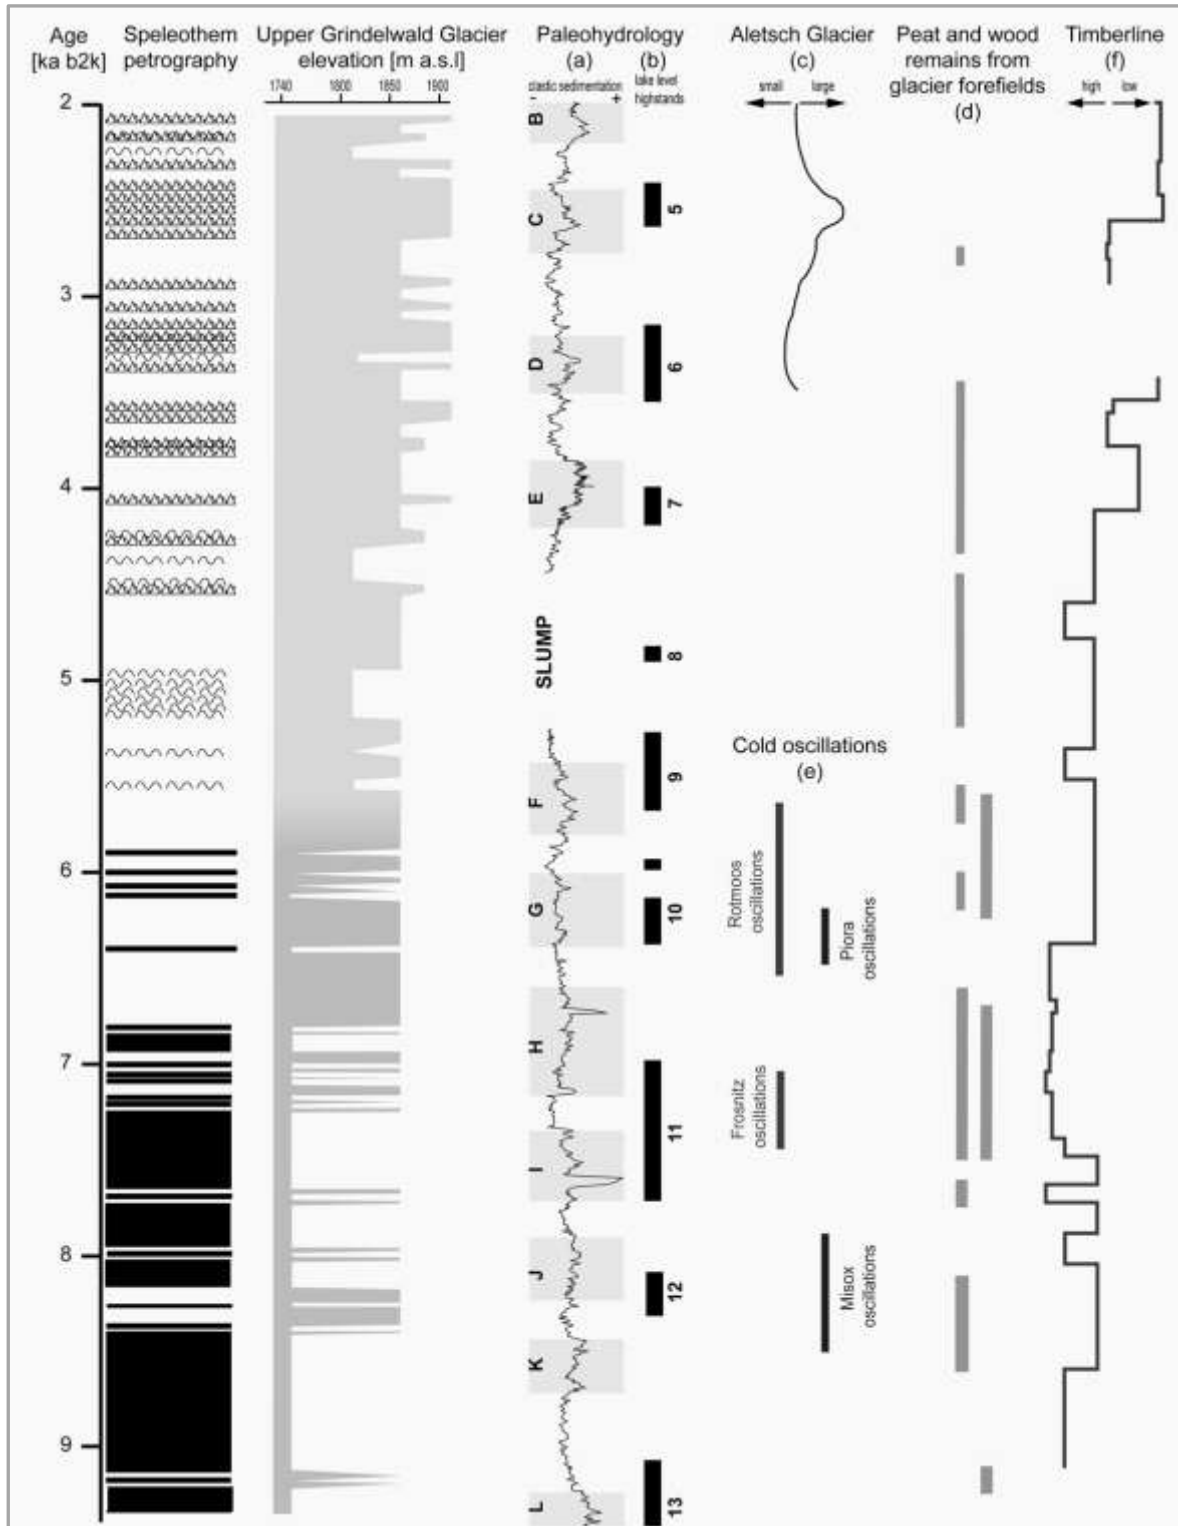 Age
[ka b2k]
Speleothem
petrography
Upper Grindelwald Glacier
elevation [m a.s.l]
1740 1800 1850 1900
Paleohydrology
(a) (b)
clastic sedimentation
- +
lake level
highstands
Aletsch Glacier
(c)
small large
Peat and wood
remains from
glacier forefields
(d)
Timberline
(f)
high low
2
3
4
5
6
7
8
9
B
C
D
E
SLUMP
F
G
H
I
J
K
L
5
6
7
8
9
10
11
12
13
Cold oscillations
(e)
Rotmoos
oscillations
Piora
oscillations
Frosnitz
oscillations
Misox
oscillations